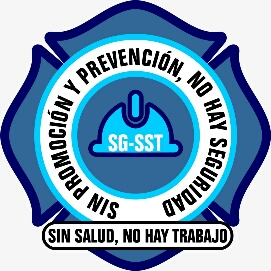 SIN PROMOCIÓN Y PREVENCIÓN, NO HAY SEGURIDAD
SG-SST
SIN SALUD, NO HAY TRABAJO